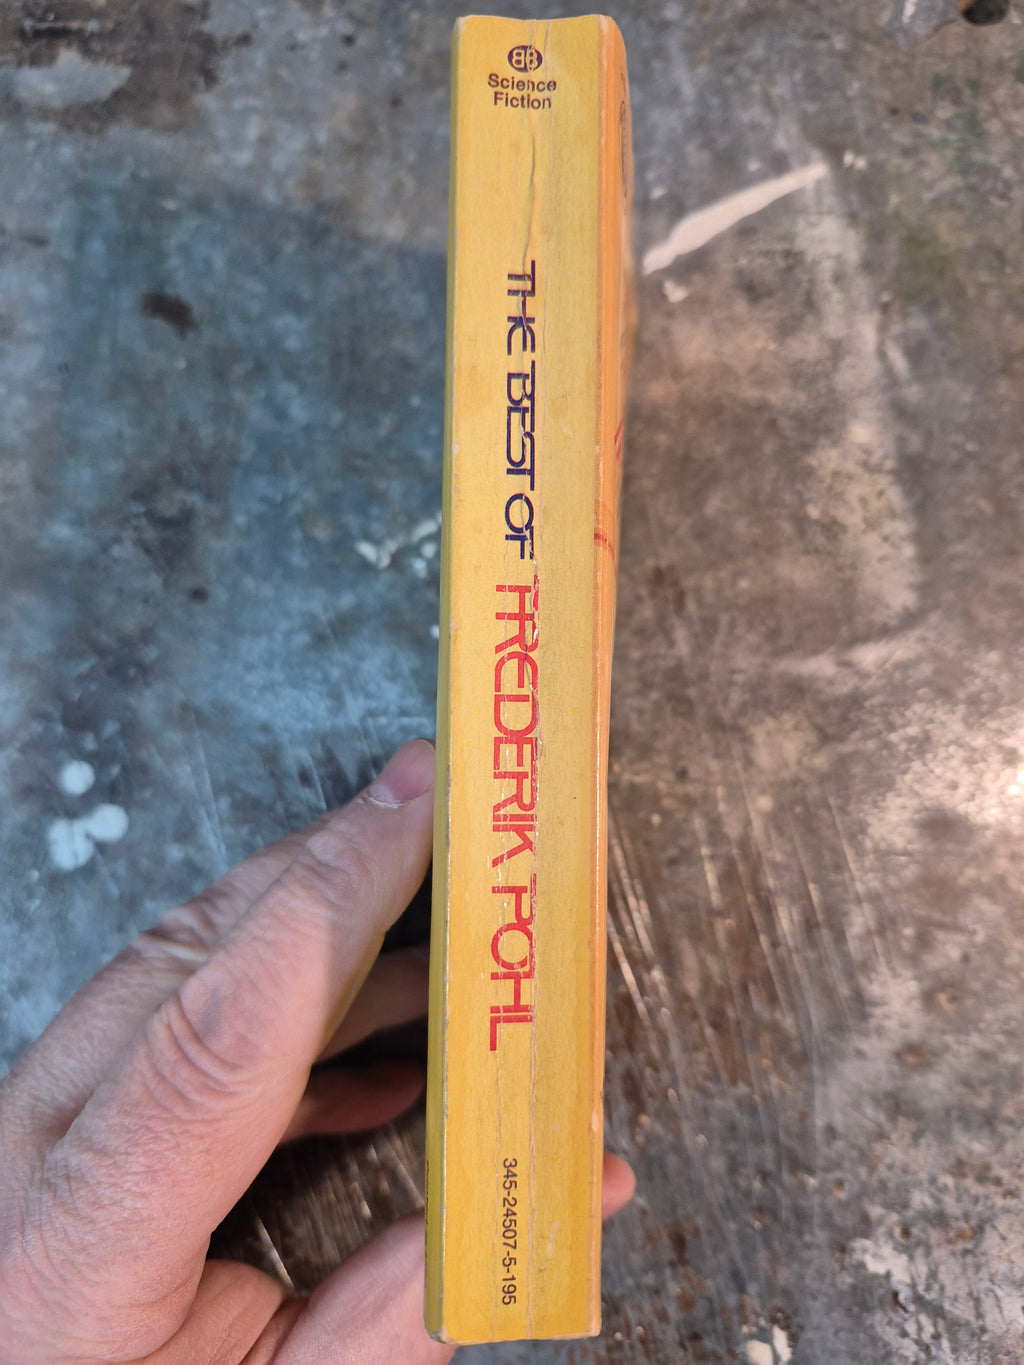 BB
Science
Fiction
THE BEST OF FREDERIK POHL
345-24507-5-195